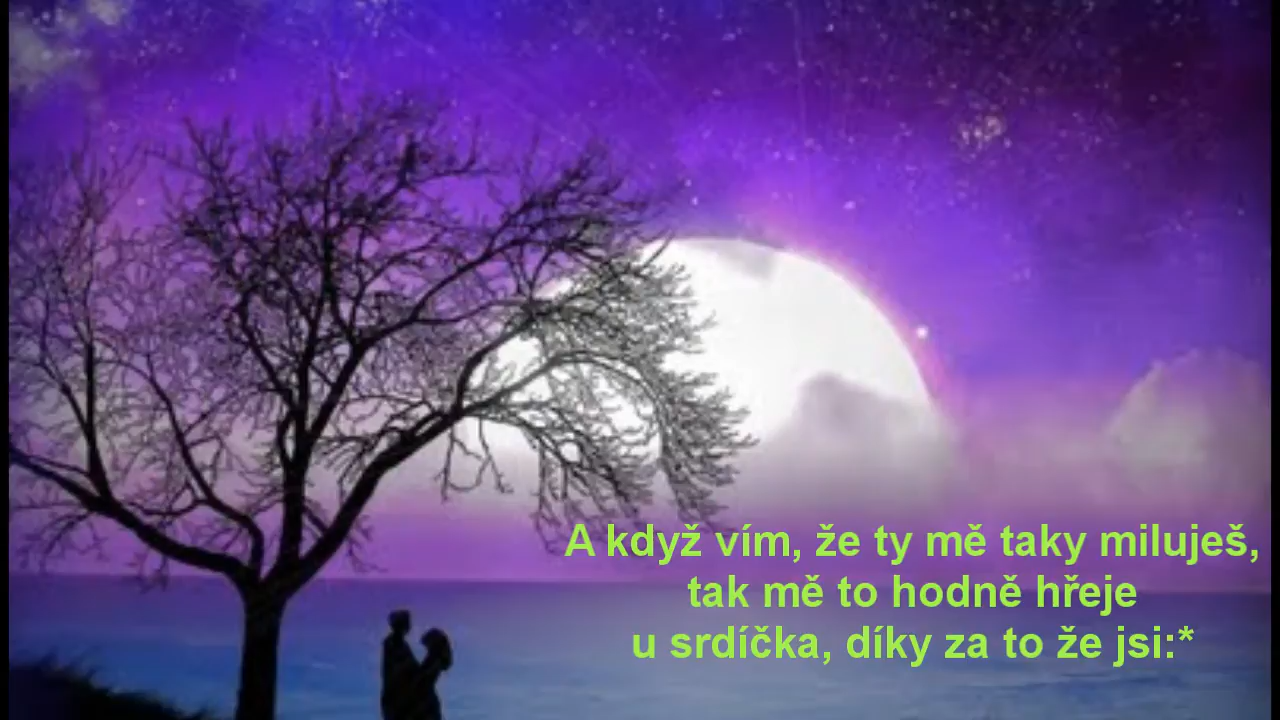 A když vím, že ty mě taky miluješ,
tak mě to hodně hřeje
u srdíčka, díky za to že jsi:*